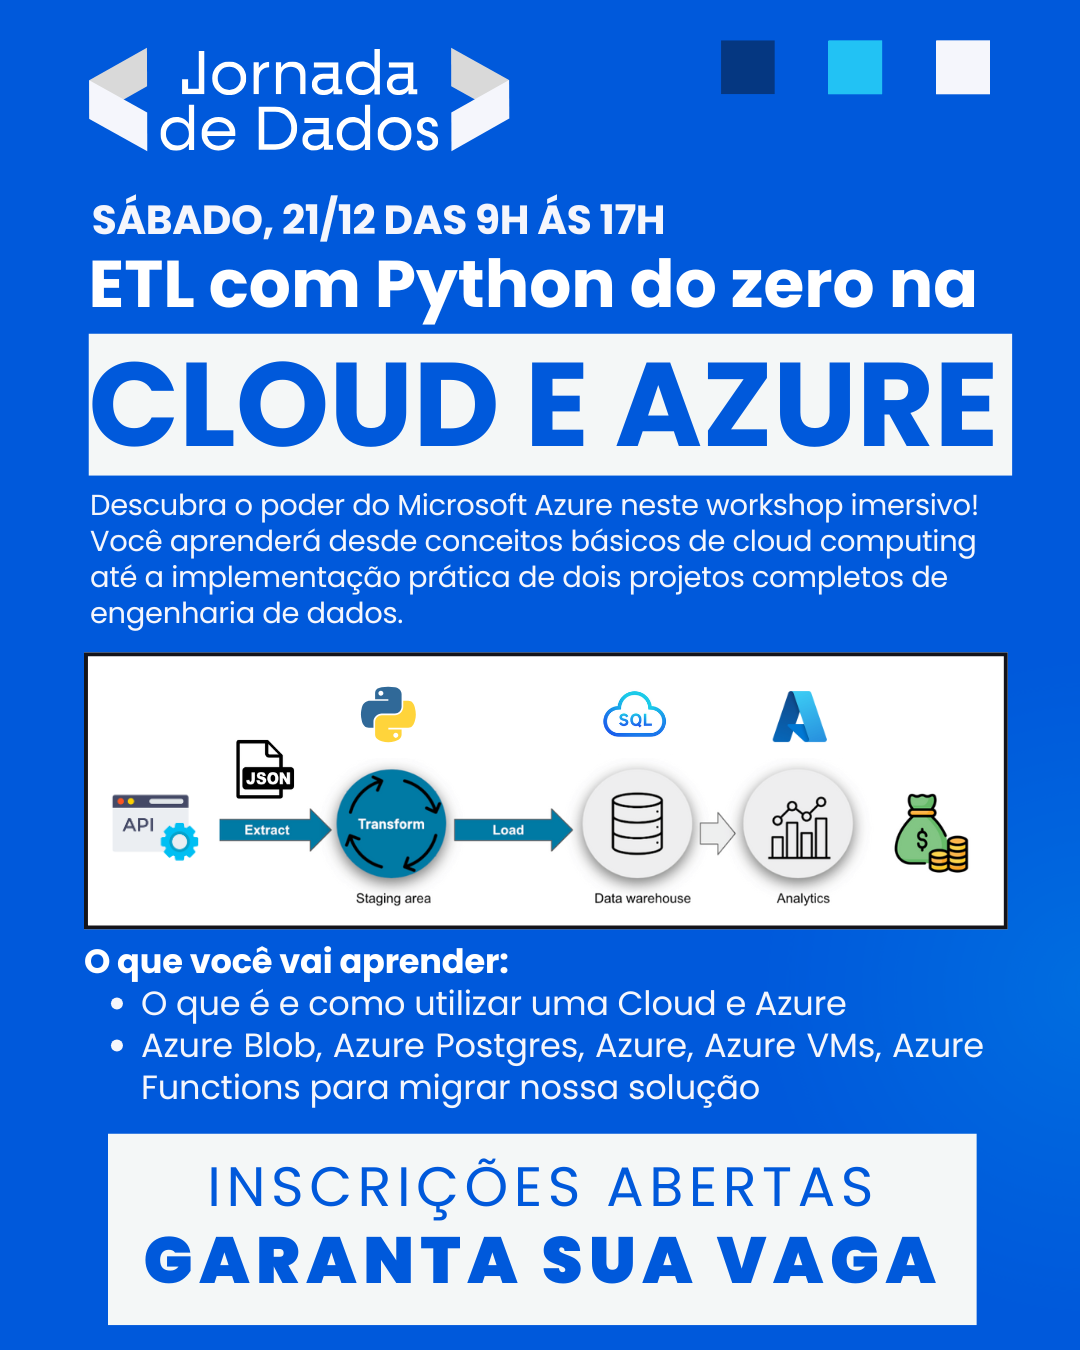 Jornada
de Dados
SÁBADO, 21/12 DAS 9H ÁS 17H
ETL com Python do zero na
CLOUD E AZURE
Descubra o poder do Microsoft Azure neste workshop imersivo!
Você aprenderá desde conceitos básicos de cloud computing
até a implementação prática de dois projetos completos de
engenharia de dados.
SQL
JSON
API
Extract
Transform
Load
$
Staging area
Data warehouse
Analytics
O que você vai aprender:
• O que é e como utilizar uma Cloud e Azure
• Azure Blob, Azure Postgres, Azure, Azure VMs, Azure
Functions para migrar nossa solução
INSCRIÇÕES ABERTAS
GARANTA SUA VAGA